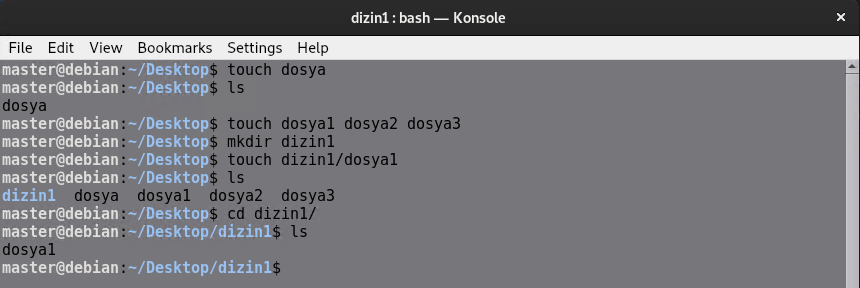 dizin1 : bash — Konsole
File Edit View Bookmarks Settings Help
master@debian:~/Desktop$ touch dosya
master@debian:~/Desktop$ ls
dosya
master@debian:~/Desktop$ touch dosya1 dosya2 dosya3
master@debian:~/Desktop$ mkdir dizin1
master@debian:~/Desktop$ touch dizin1/dosya1
master@debian:~/Desktop$ ls
dizin1  dosya  dosya1  dosya2  dosya3
master@debian:~/Desktop$ cd dizin1/
master@debian:~/Desktop/dizin1$ ls
dosya1
master@debian:~/Desktop/dizin1$